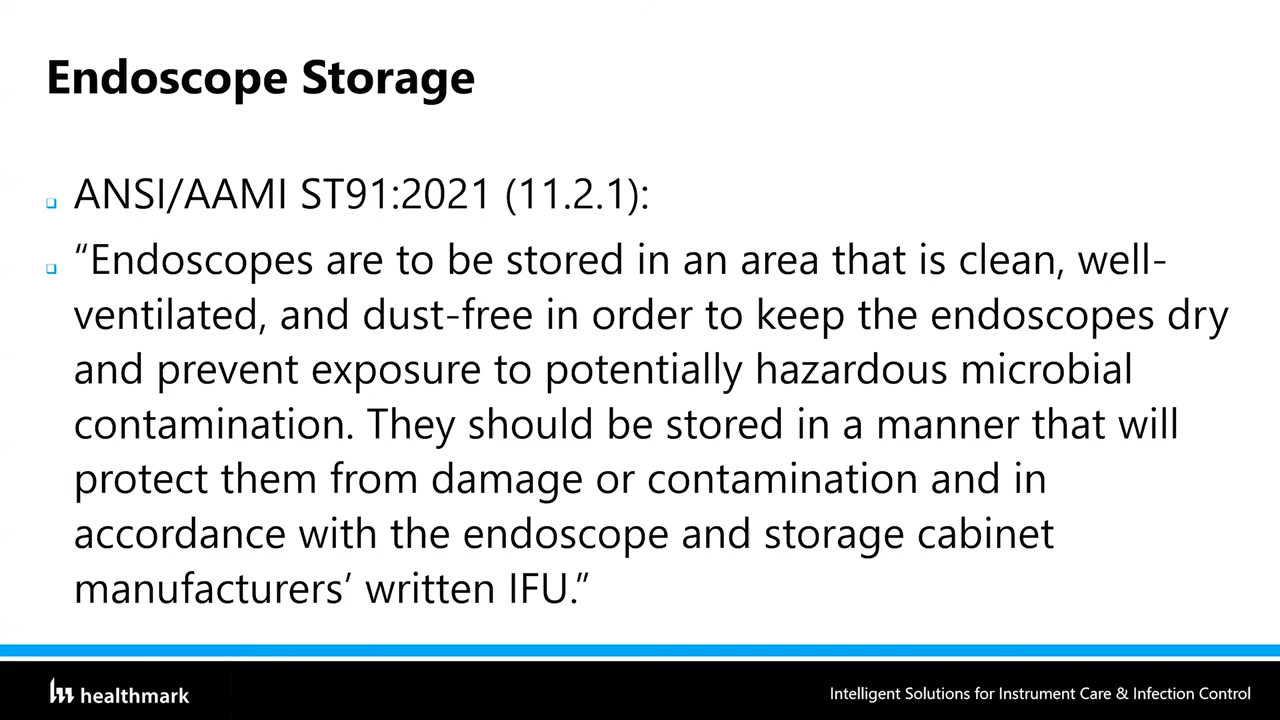 Endoscope Storage
ANSI/AAMI ST91:2021 (11.2.1):
“Endoscopes are to be stored in an area that is clean, well-
ventilated, and dust-free in order to keep the endoscopes dry
and prevent exposure to potentially hazardous microbial
contamination. They should be stored in a manner that will
protect them from damage or contamination and in
accordance with the endoscope and storage cabinet
manufacturers’ written IFU.”
healthmark
Intelligent Solutions for Instrument Care & Infection Control